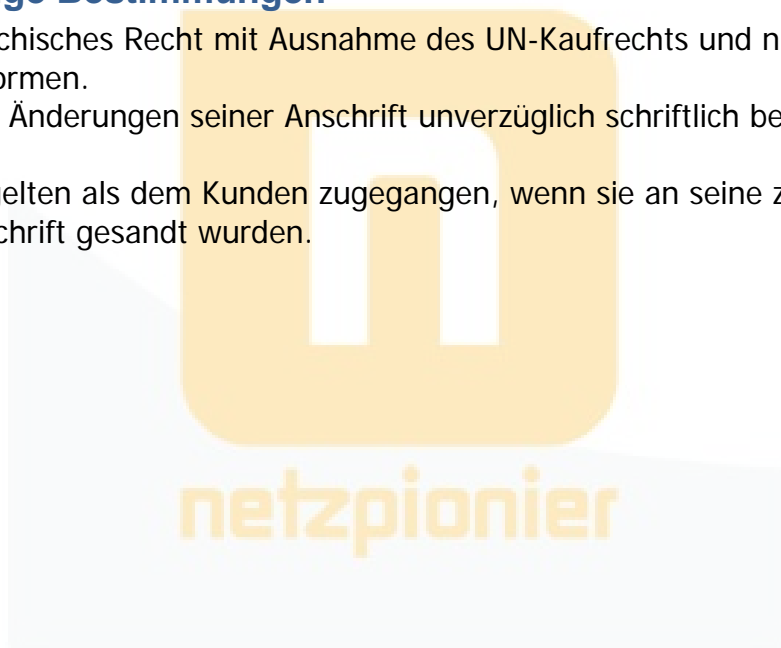 ge Bestimmungen
chisches Recht mit Ausnahme des UN-Kaufrechts und n
ormen.
Änderungen seiner Anschrift unverzüglich schriftlich be
elten als dem Kunden zugegangen, wenn sie an seine z
chrift gesandt wurden.
netzpionier